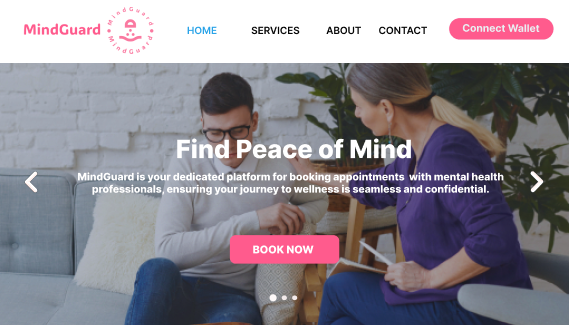 MindGuard
MindGuard
MindGuard
HOME
SERVICES
ABOUT
CONTACT
Connect Wallet
Find Peace of Mind
MindGuard is your dedicated platform for booking appointments with mental health
professionals, ensuring your journey to wellness is seamless and confidential.
BOOK NOW